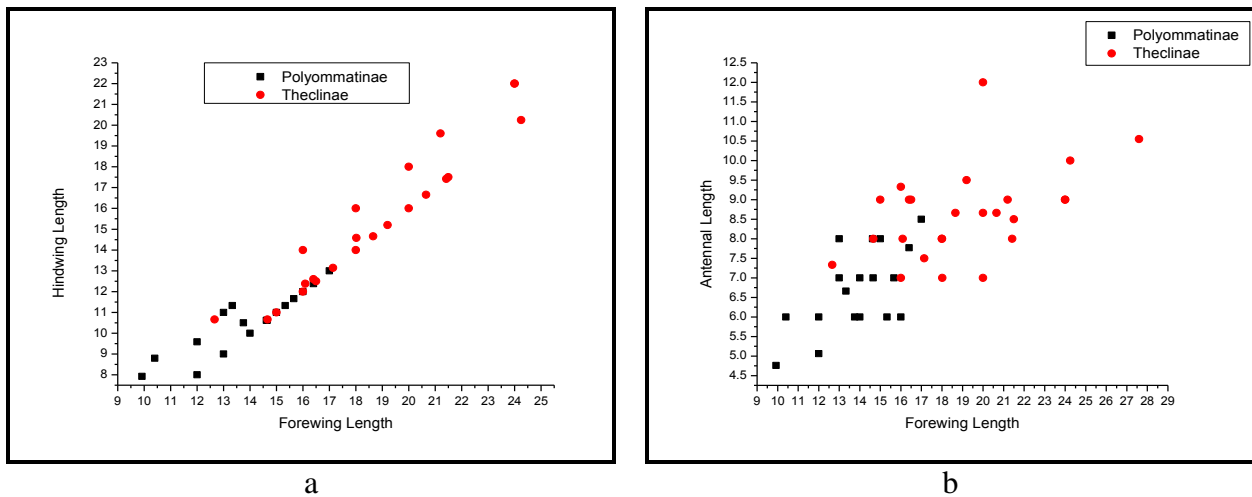 Polyommatinae
Theclinae
23
22
21
20
19
18
17
16
15
14
13
12
11
10
9
8
Hindwing Length
9 10 11 12 13 14 15 16 17 18 19 20 21 22 23 24 25
Forewing Length
a
Polyommatinae
Theclinae
12.5
12.0
11.5
11.0
10.5
10.0
9.5
9.0
8.5
8.0
7.5
7.0
6.5
6.0
5.5
5.0
4.5
Antennal Length
9 10 11 12 13 14 15 16 17 18 19 20 21 22 23 24 25 26 27 28 29
Forewing Length
b